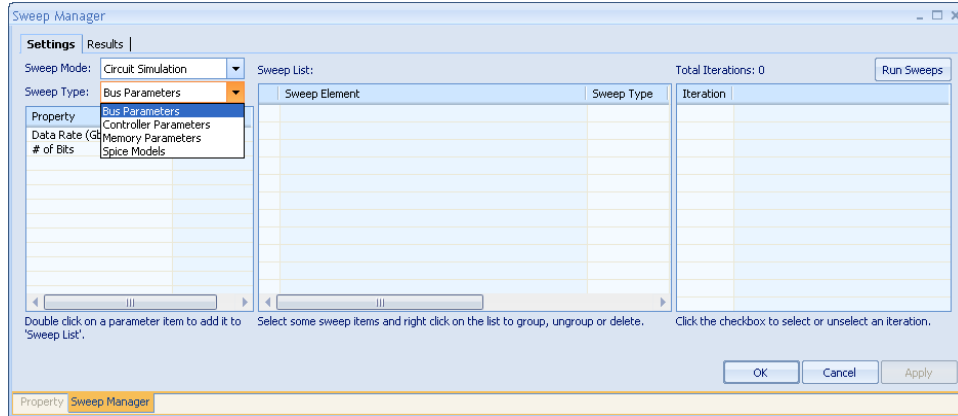 Sweep Manager
Settings Results
Sweep Mode: Circuit Simulation
Sweep List:
Total Iterations: 0
Run Sweeps
Sweep Type: Bus Parameters
Bus Parameters
Controller Parameters
Memory Parameters
Spice Models
Property
Data Rate
# of Bits
Sweep Element Sweep Type
Iteration
Double click on a parameter item to add it to
'Sweep List'.
Select some sweep items and right click on the list to group, ungroup or delete.
Click the checkbox to select or unselect an iteration.
OK Cancel Apply
Property Sweep Manager